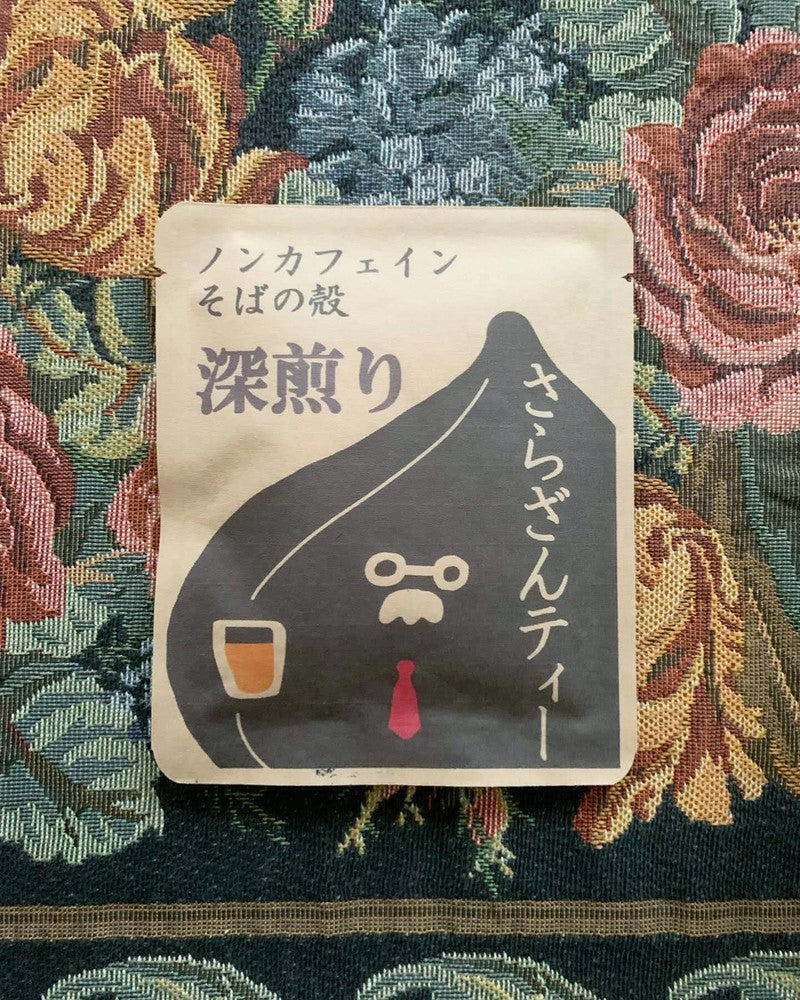 ノンカフェイン
そばの殻
深煎り
さらざんティー